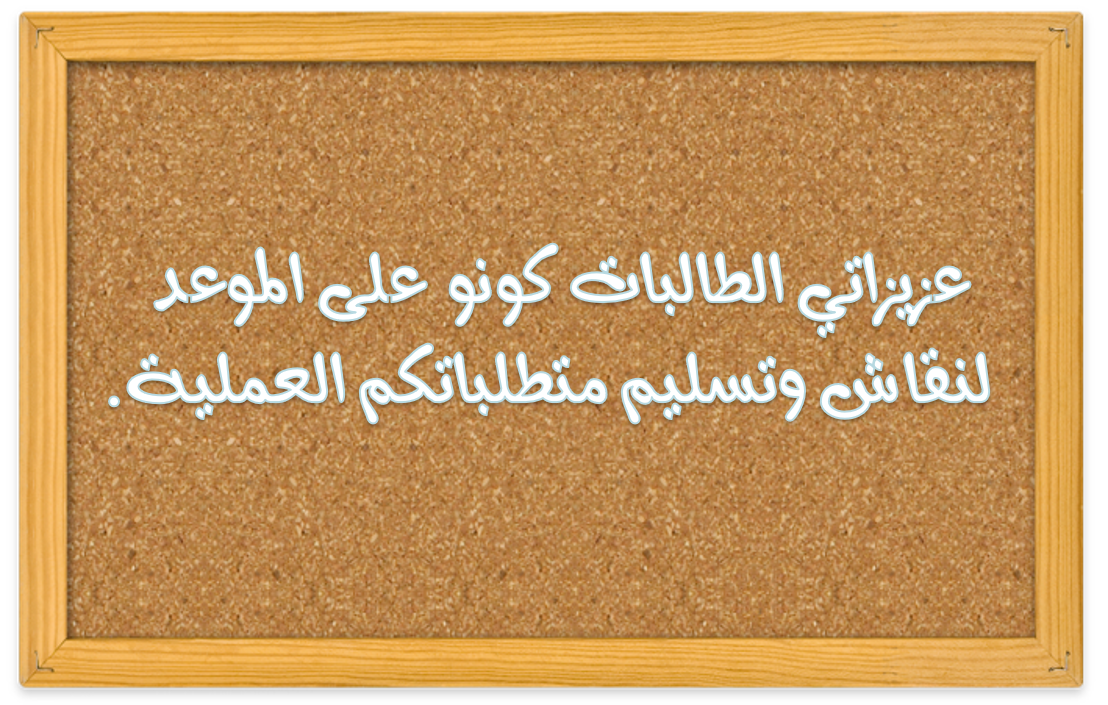 عزيزاتي الطالبات كونو على الموعد
لنقاش وتسليم متطلباتكم العملية.